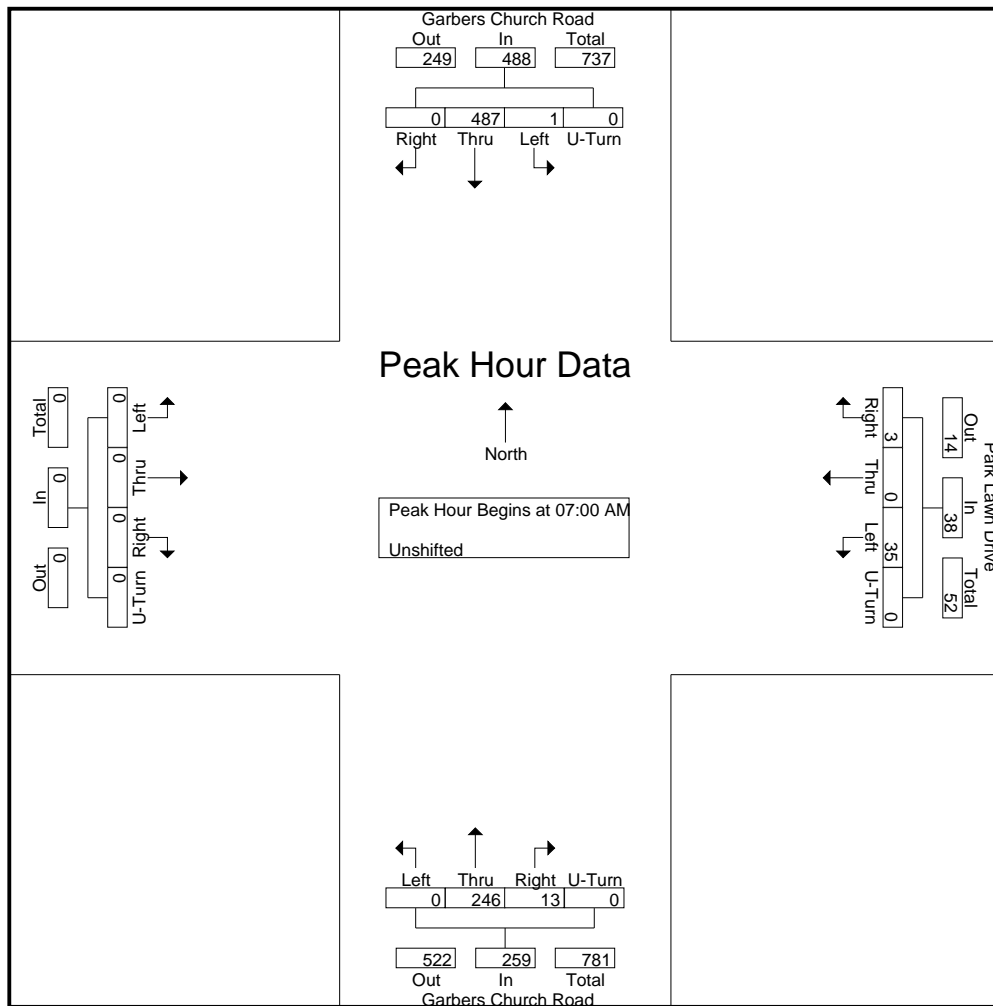 Garbers Church Road
Out In Total
249 488 737
0 487 1 0
Right Thru Left U-Turn
Peak Hour Data
North
Peak Hour Begins at 07:00 AM
Unshifted
Total In Out
0 0 0
0 0 0 0
Left Thru Right U-Turn
Right Thru Left U-Turn
3 0 35 0
Out In Total
14 38 52
Park Lawn Drive
Left Thru Right U-Turn
0 246 13 0
522 259 781
Out In Total
Garbers Church Road